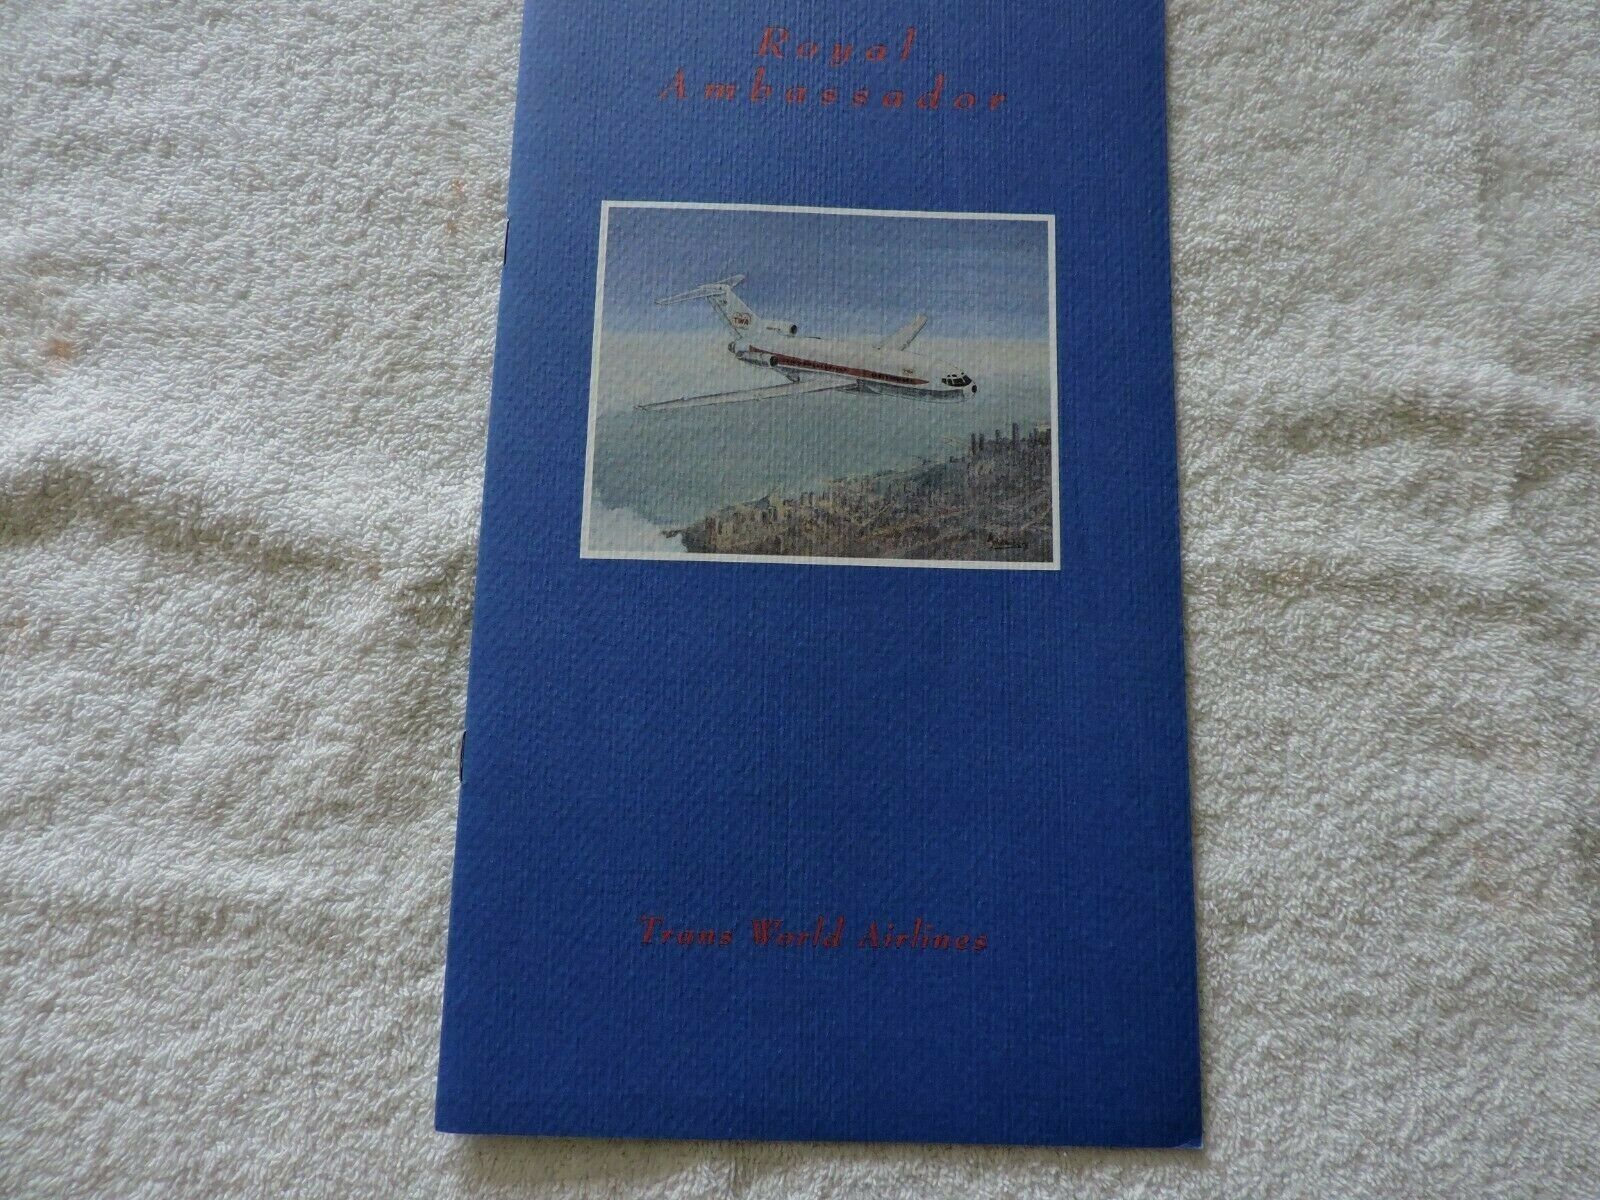 Royal
Ambassador
TWA
Trans World Airlines